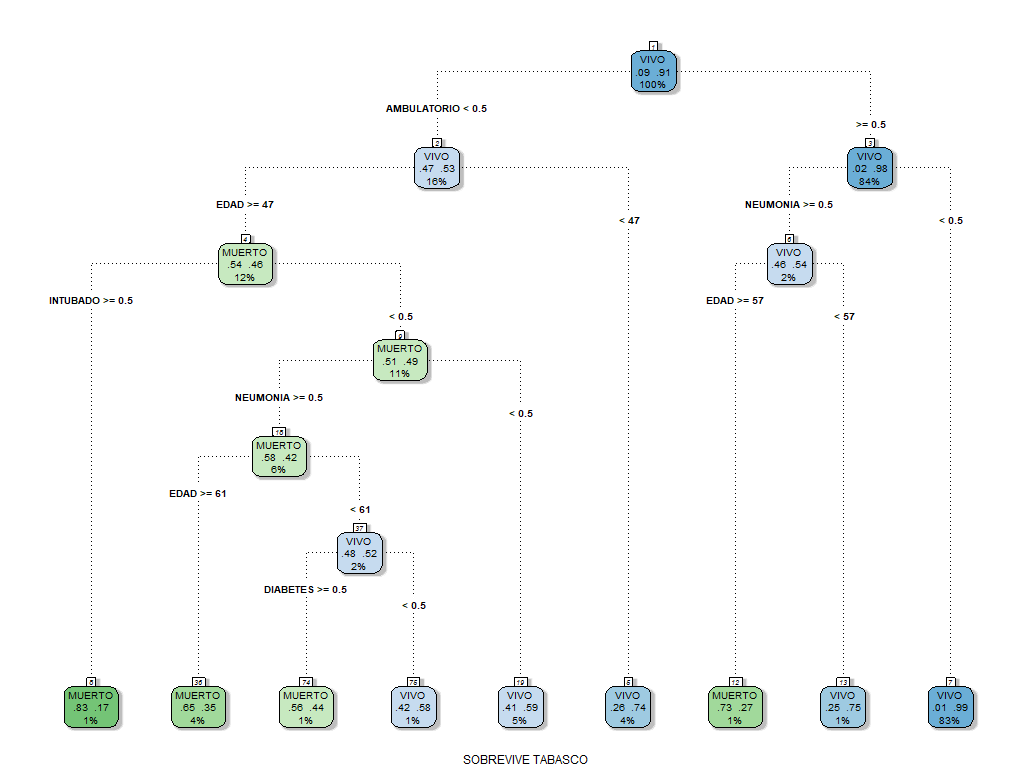 1
VIVO
.09 .91
100%
AMBULATORIO < 0.5
>= 0.5
2
VIVO
.47 .53
16%
3
VIVO
.02 .98
84%
EDAD >= 47
< 47
NEUMONIA >= 0.5
< 0.5
4
MUERTO
.54 .46
12%
6
VIVO
.46 .54
2%
INTUBADO >= 0.5
< 0.5
EDAD >= 57
< 57
9
MUERTO
.51 .49
11%
NEUMONIA >= 0.5
< 0.5
18
MUERTO
.58 .42
6%
EDAD >= 61
< 61
37
VIVO
.48 .52
2%
DIABETES >= 0.5
< 0.5
8
MUERTO
.83 .17
1%
36
MUERTO
.65 .35
4%
74
MUERTO
.56 .44
1%
75
VIVO
.42 .58
1%
19
VIVO
.41 .59
5%
5
VIVO
.26 .74
4%
12
MUERTO
.73 .27
1%
13
VIVO
.25 .75
1%
7
VIVO
.01 .99
83%
SOBREVIVE TABASCO